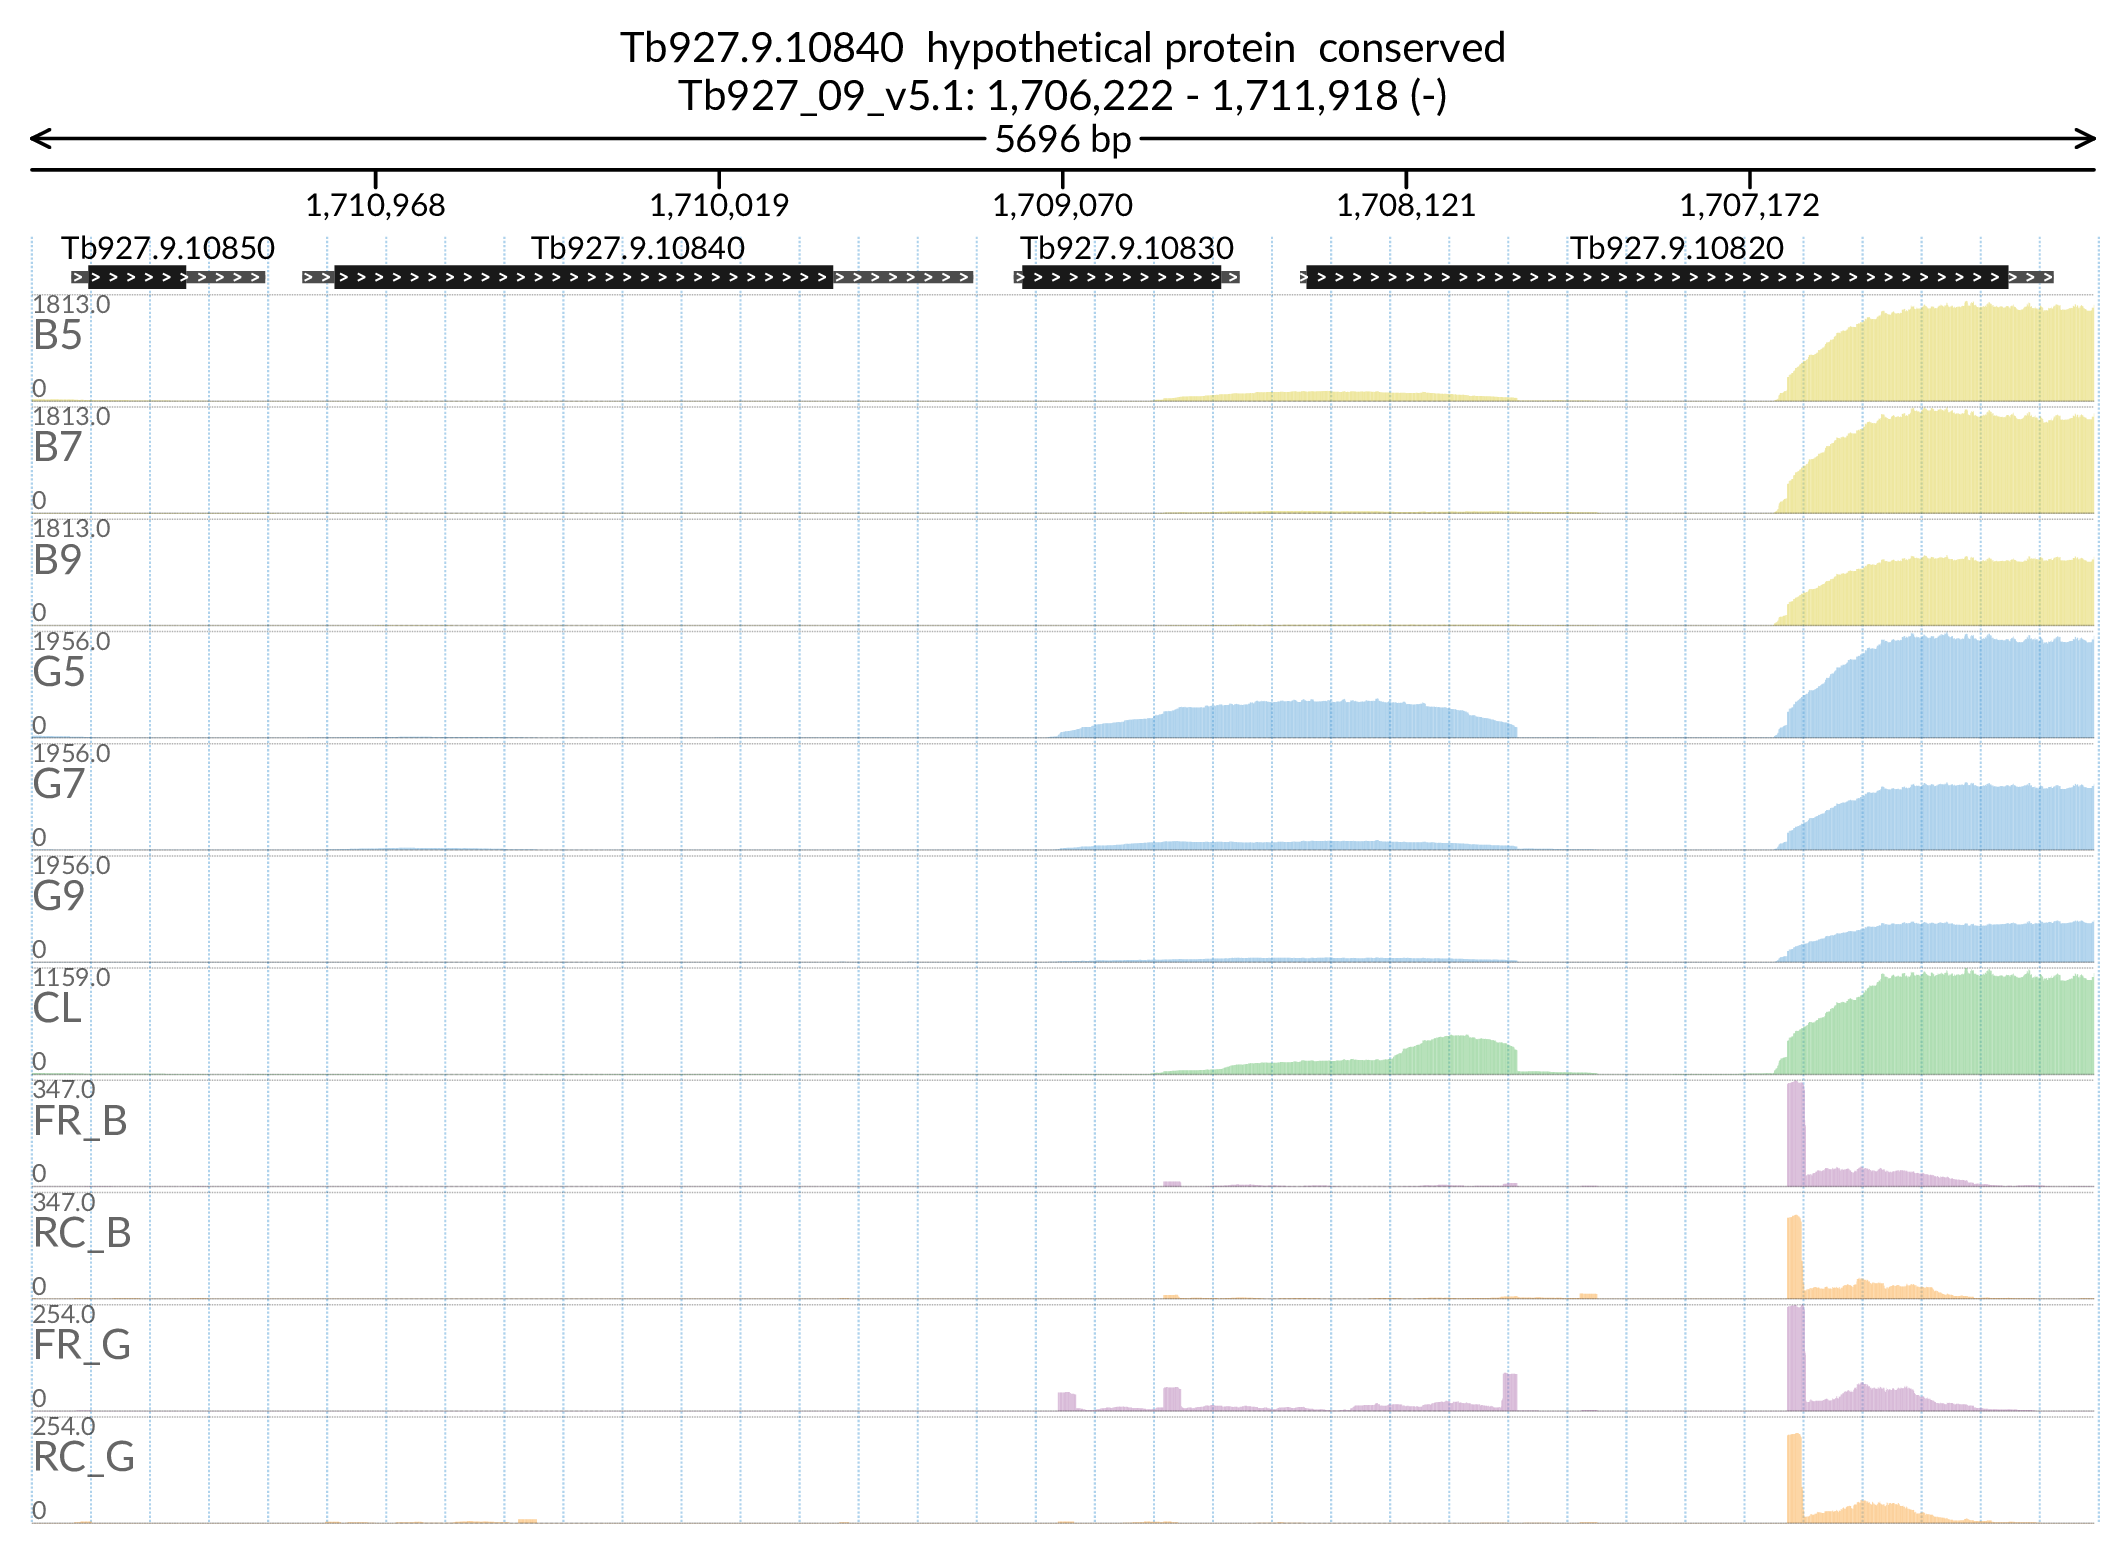 Tb927.9.10840 hypothetical protein conserved
Tb927_09_v5.1: 1,706,222 - 1,711,918 (-)
5696 bp
1,710,968 1,710,019 1,709,070 1,708,121 1,707,172
Tb927.9.10850 Tb927.9.10840 Tb927.9.10830 Tb927.9.10820
1813.0
B5
0
1813.0
B7
0
1813.0
B9
0
1956.0
G5
0
1956.0
G7
0
1956.0
G9
0
1159.0
CL
0
347.0
FR_B
0
347.0
RC_B
0
254.0
FR_G
0
254.0
RC_G
0